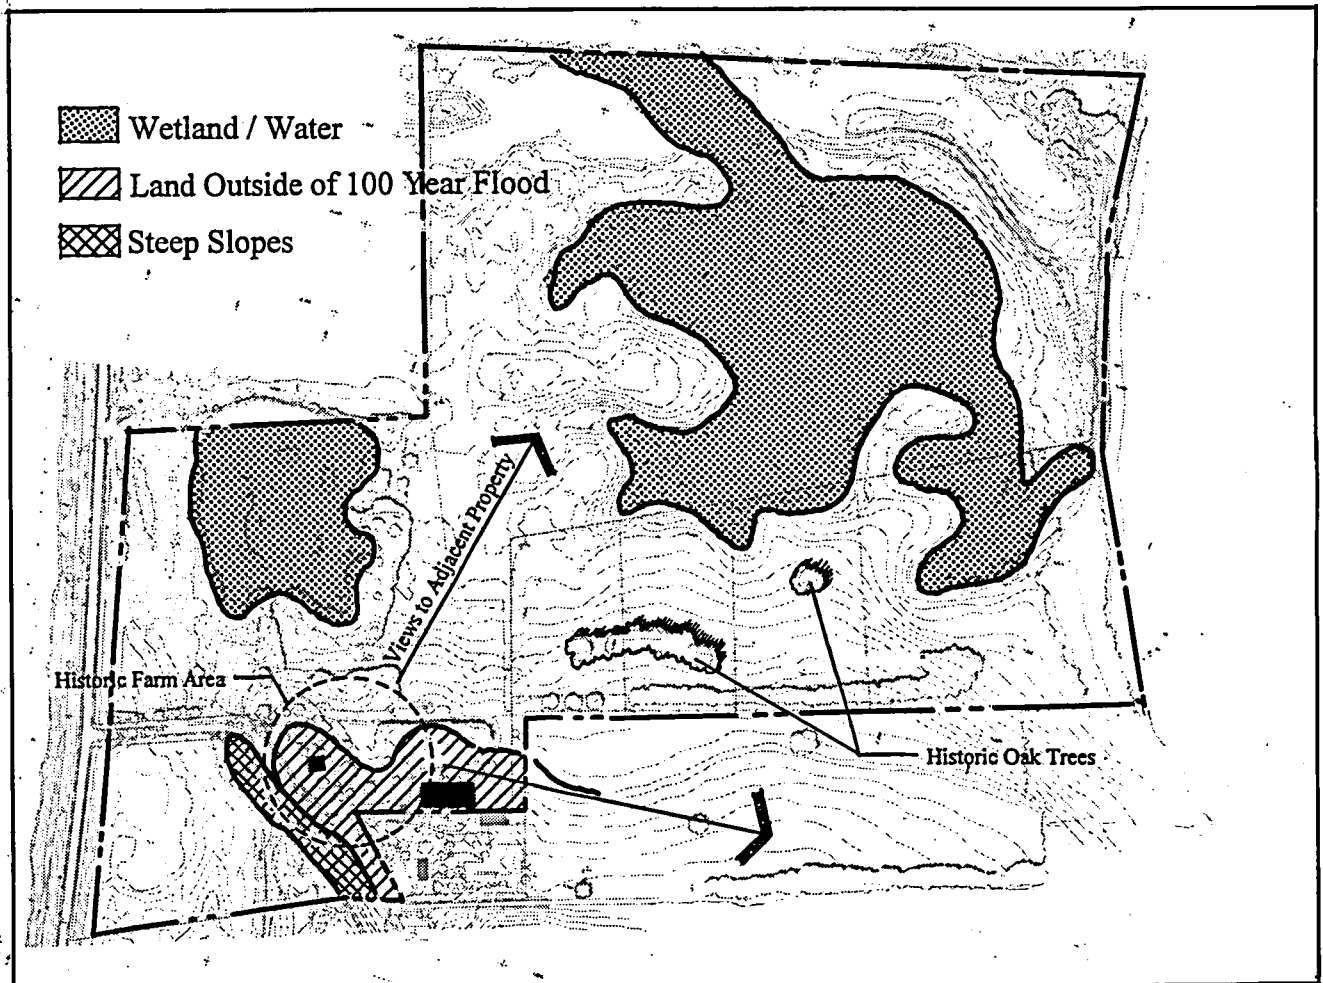 Wetland / Water
Land Outside of 100 Year Flood
Steep Slopes
Views to Adjacent Property
Historic Farm Area
Historic Oak Trees